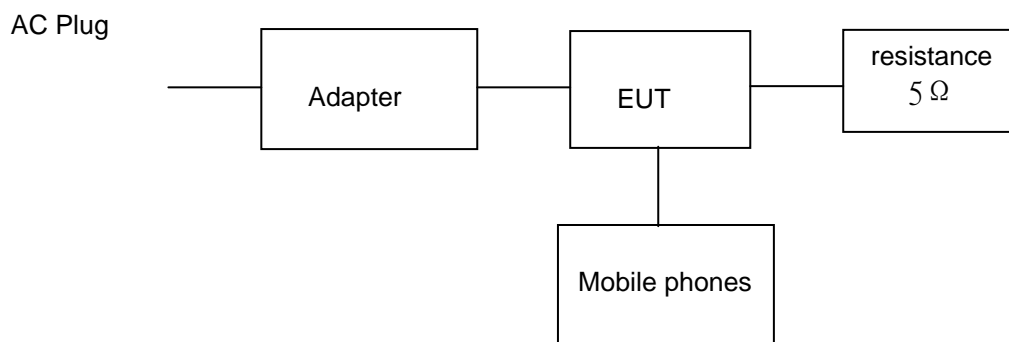 AC Plug
Adapter
EUT
resistance
5 Ω
Mobile phones